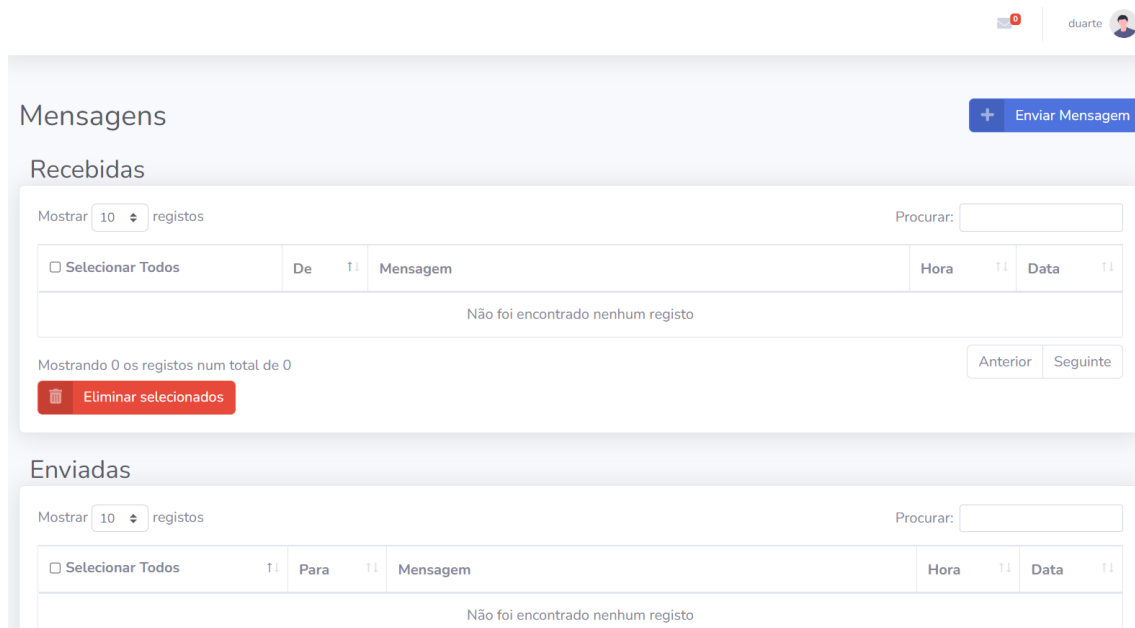 0
duarte
Mensagens
Enviar Mensagem
Recebidas
Mostrar 10 registos
Procurar:
Selecionar Todos De Mensagem Hora Data
Não foi encontrado nenhum registo
Mostrando 0 os registos num total de 0
Anterior Seguinte
Eliminar selecionados
Enviadas
Mostrar 10 registos
Procurar:
Selecionar Todos Para Mensagem Hora Data
Não foi encontrado nenhum registo